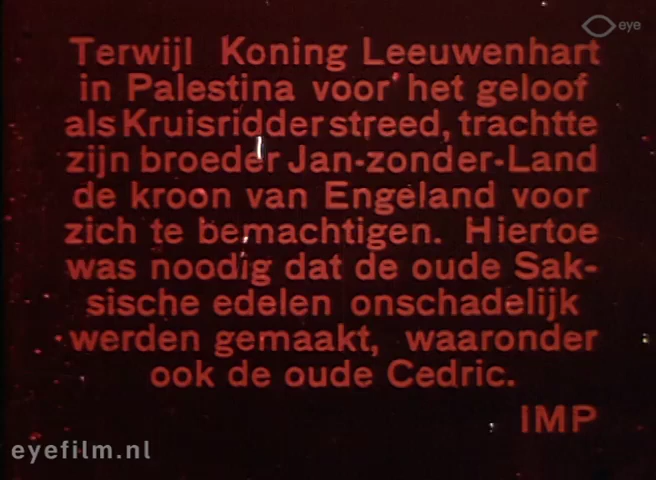 eye
Terwijl Koning Leeuwenhart
in Palestina voor het geloof
als Kruisridder streed, trachtte
zijn broeder Jan-zonder-Land
de kroon van Engeland voor
zich te bemachtigen. Hiertoe
was noodig dat de oude Sak-
sische edelen onschadelijk
werden gemaakt, waaronder
ook de oude Cedric.
IMP
eyefilm.nl